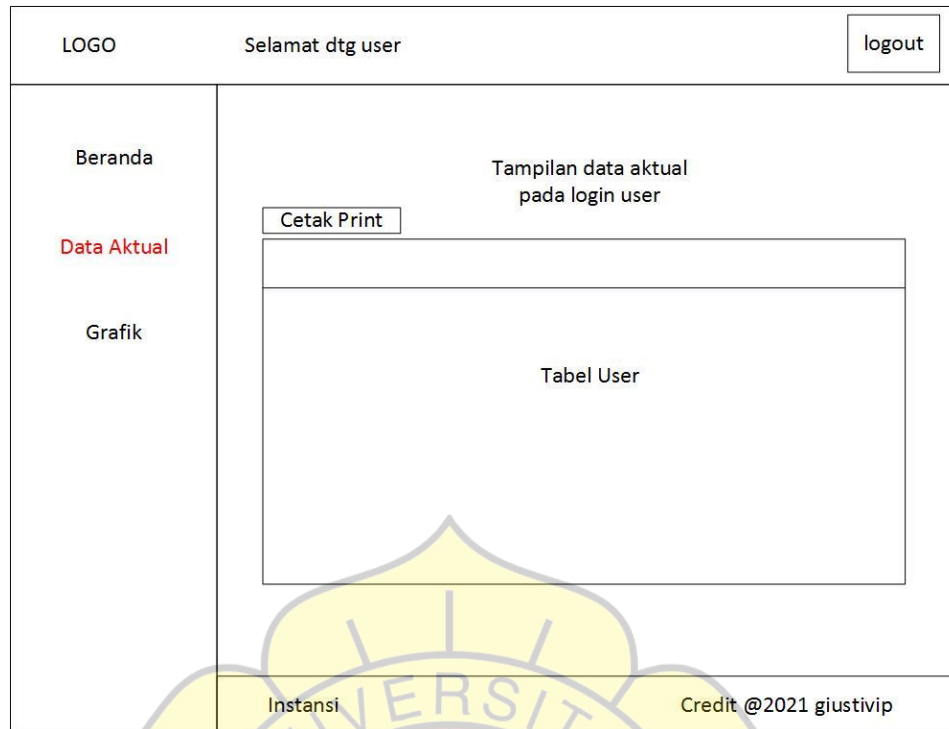 LOGO
Selamat dtg user
logout
Beranda
Data Aktual
Grafik
Tampilan data aktual
pada login user
Cetak Print
Tabel User
Instansi
Credit @2021 giustivip